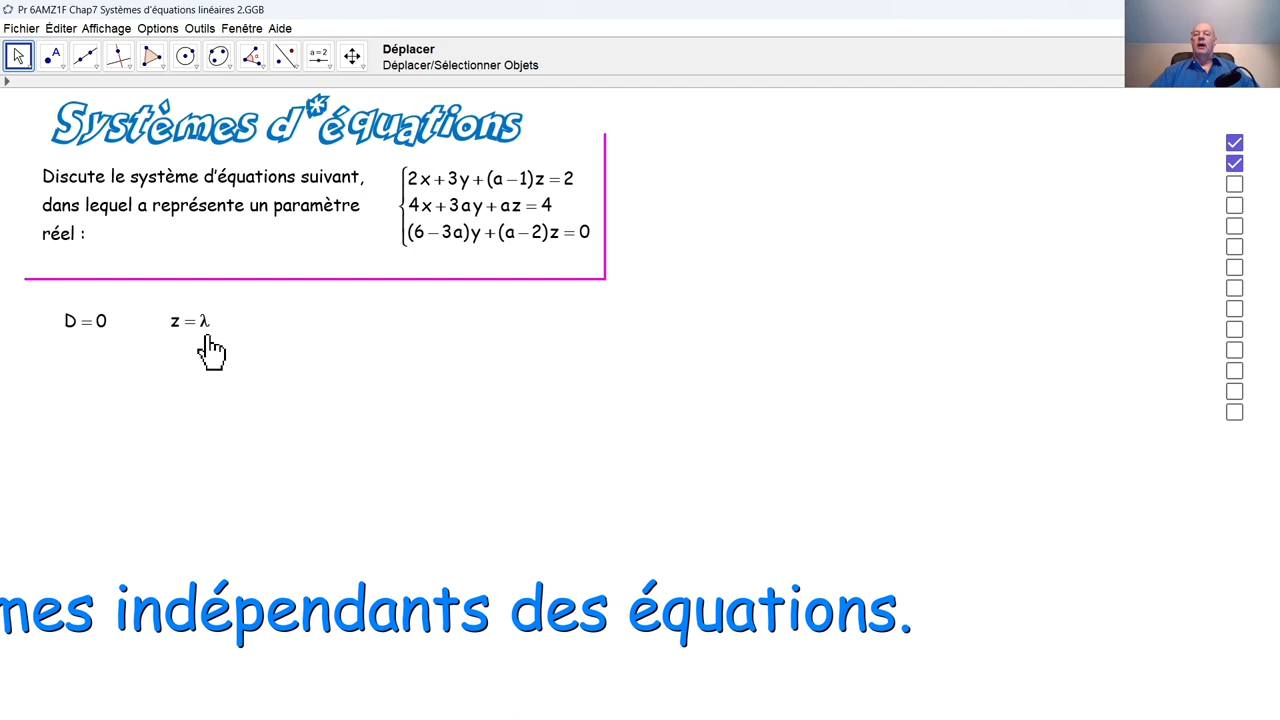 Pr 6AMZ1F Chap7 Systèmes d'équations linéaires 2.GGB
Fichier Éditer Affichage Options Outils Fenêtre Aide
A
a=2
Déplacer
Déplacer/Sélectionner Objets
Systèmes d*équations
Discute le système d'équations suivant,
dans lequel a représente un paramètre
réel :
2x+3y+(a−1)z=2
4x+3ay+az=4
(6−3a)y+(a−2)z=0
D=0 z=λ
mes indépendants des équations.